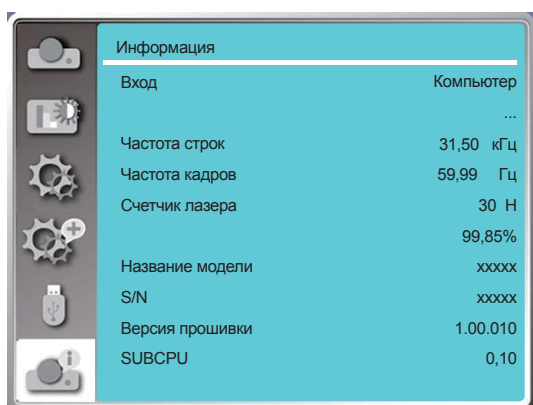 Информация
Вход Компьютер
...
Частота строк 31,50 кГц
Частота кадров 59,99 Гц
Счетчик лазера 30 H
99,85%
Название модели xxxxx
S/N xxxxx
Версия прошивки 1.00.010
SUBCPU 0,10